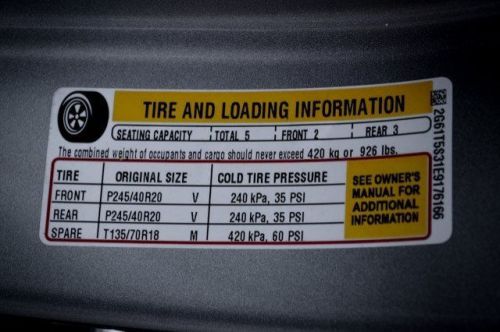 TIRE AND LOADING INFORMATION
SEATING CAPACITY TOTAL 5 FRONT 2 REAR 3
The combined weight of occupants and cargo should never exceed 420 kg or 926 lbs.
TIRE ORIGINAL SIZE COLD TIRE PRESSURE
FRONT P245/40R20 V 240 kPa, 35 PSI
REAR P245/40R20 V 240 kPa, 35 PSI
SPARE T135/70R18 M 420 kPa, 60 PSI
SEE OWNER'S
MANUAL FOR
ADDITIONAL
INFORMATION
2G61T5S31E9176166